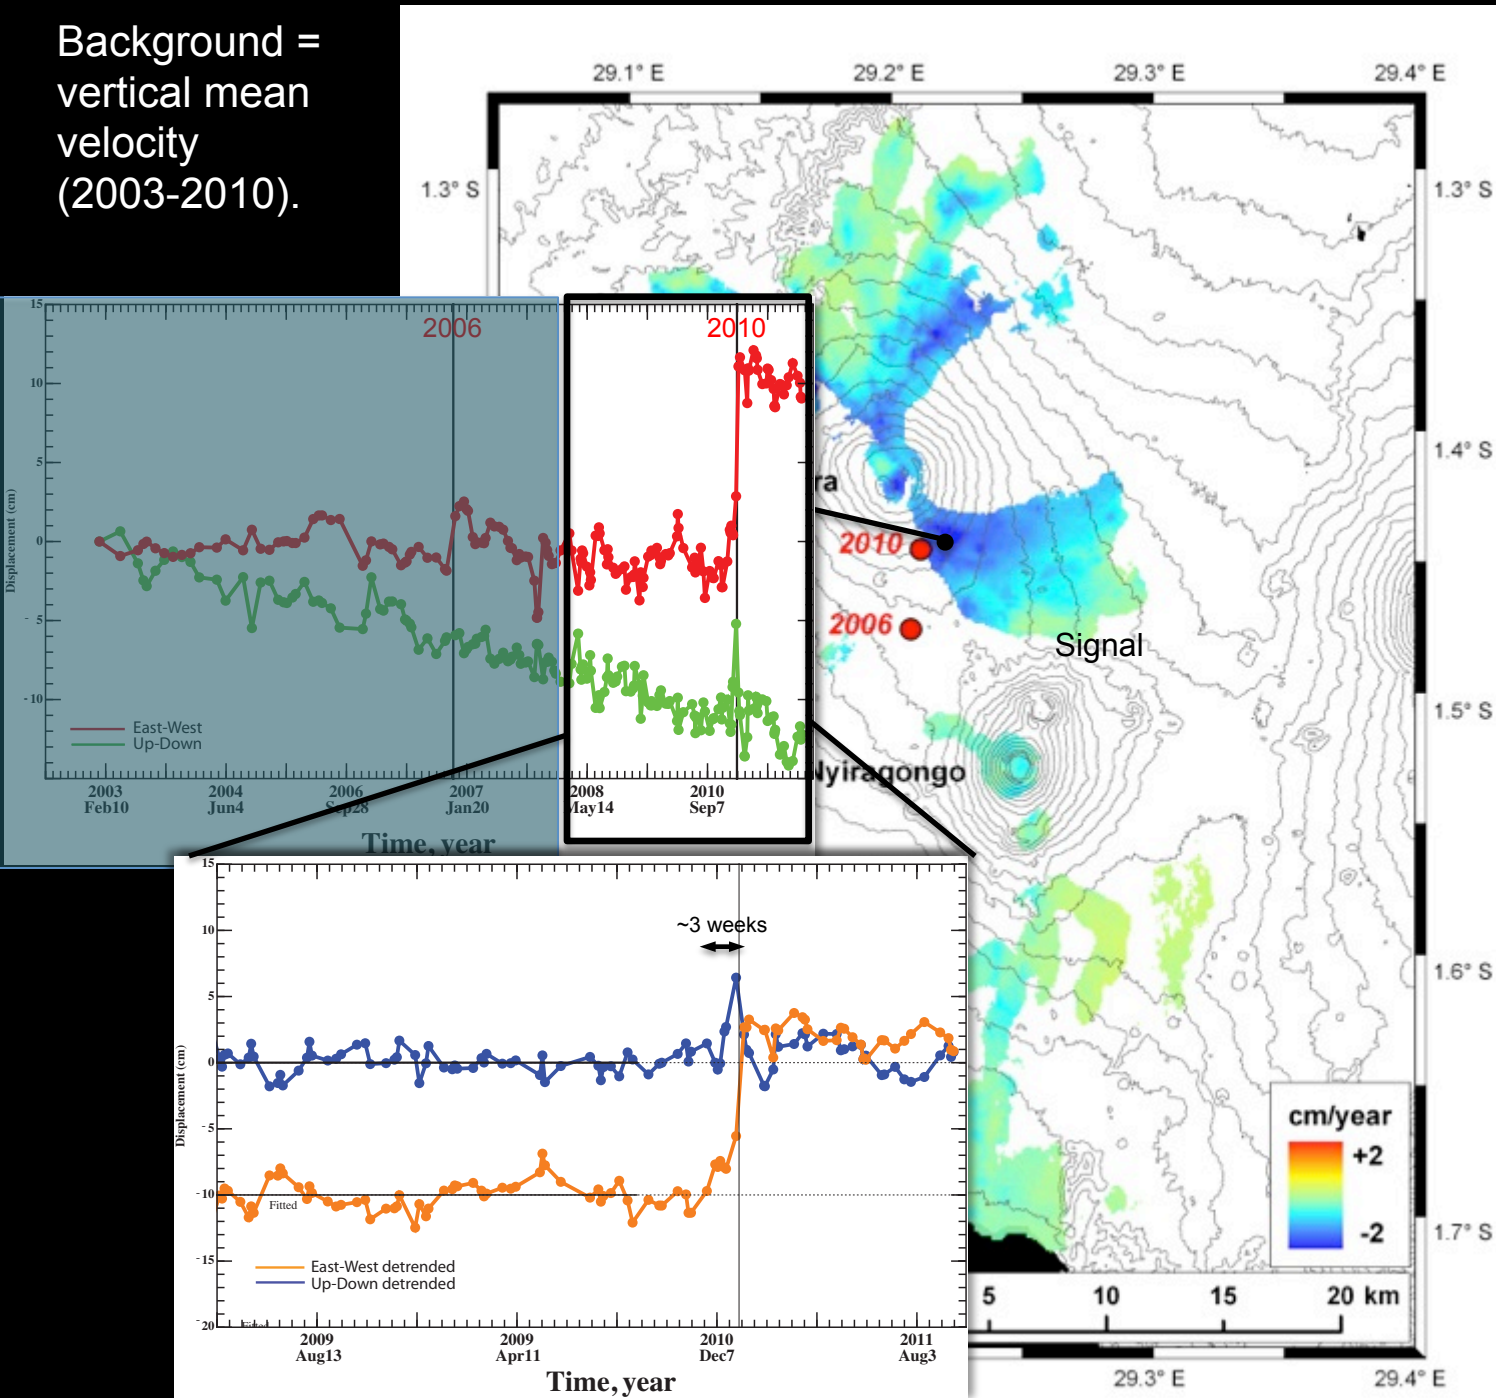 Background =
vertical mean
velocity
(2003-2010).
29.1° E
29.2° E
29.3° E
29.4° E
1.3° S
1.3° S
1.4° S
1.5° S
1.6° S
1.7° S
ra
2010
2006
Signal
Nyiragongo
cm/year
+2
-2
5
10
15
20 km
29.3° E
29.4° E
15
10
5
0
-5
-10
Displacement (cm)
2006
2010
East-West
Up-Down
2003
Feb10
2004
Jun4
2006
Sep28
2007
Jan20
2008
May14
2010
Sep7
Time, year
15
10
5
0
-5
-10
-15
-20
Displacement (cm)
~3 weeks
Fitted
East-West detrended
Up-Down detrended
Fitted
2009
Aug13
2009
Apr11
2010
Dec7
2011
Aug3
Time, year